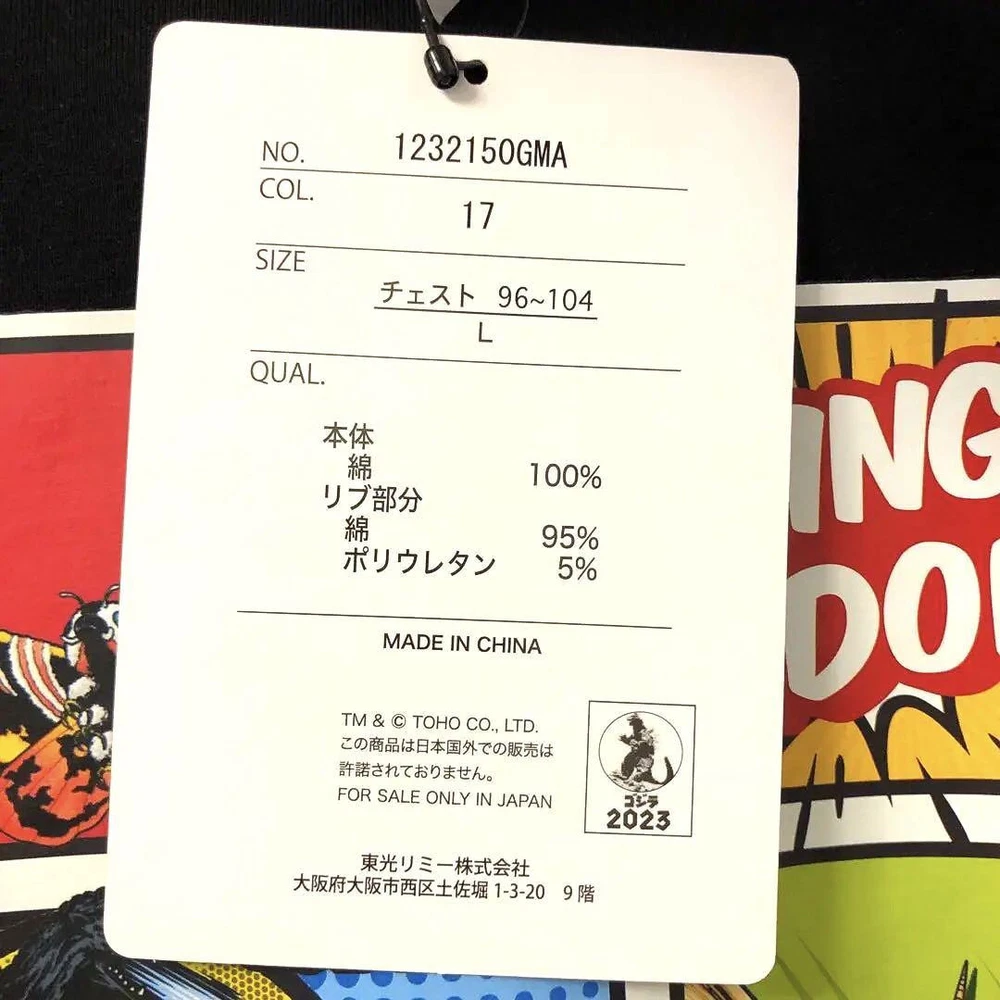 NO. 1232150GMA
COL.
17
SIZE
チェスト 96~104
L
QUAL.
本体
綿 100%
リブ部分
綿 95%
ポリウレタン 5%
MADE IN CHINA
TM & © TOHO CO., LTD.
この商品は日本国外での販売は
許諾されておりません。
FOR SALE ONLY IN JAPAN
ゴジラ
2023
東光リミー株式会社
大阪府大阪市西区土佐堀 1-3-20 9階
ING
DO